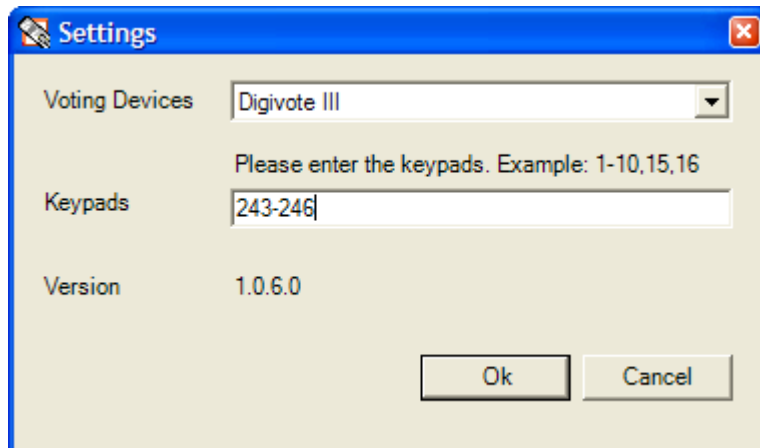 Settings
Voting Devices Digivote III
Please enter the keypads. Example: 1-10,15,16
Keypads 243-246
Version 1.0.6.0
Ok Cancel